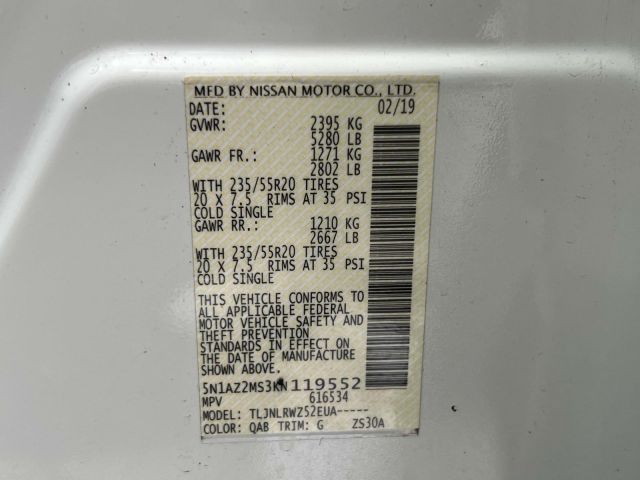 MFD BY NISSAN MOTOR CO., LTD.
DATE: 02/19
GVWR: 2395 KG
5280 LB
GAWR FR.: 1271 KG
2802 LB
WITH 235/55R20 TIRES
20 X 7.5 RIMS AT 35 PSI
COLD SINGLE
GAWR RR.: 1210 KG
2667 LB
WITH 235/55R20 TIRES
20 X 7.5 RIMS AT 35 PSI
COLD SINGLE
THIS VEHICLE CONFORMS TO
ALL APPLICABLE FEDERAL
MOTOR VEHICLE SAFETY AND
THEFT PREVENTION
STANDARDS IN EFFECT ON
THE DATE OF MANUFACTURE
SHOWN ABOVE.
5N1AZ2MS3KN119552
MPV 616534
MODEL: TLJNLRWZ52EUA-----
COLOR: QAB TRIM: G ZS30A